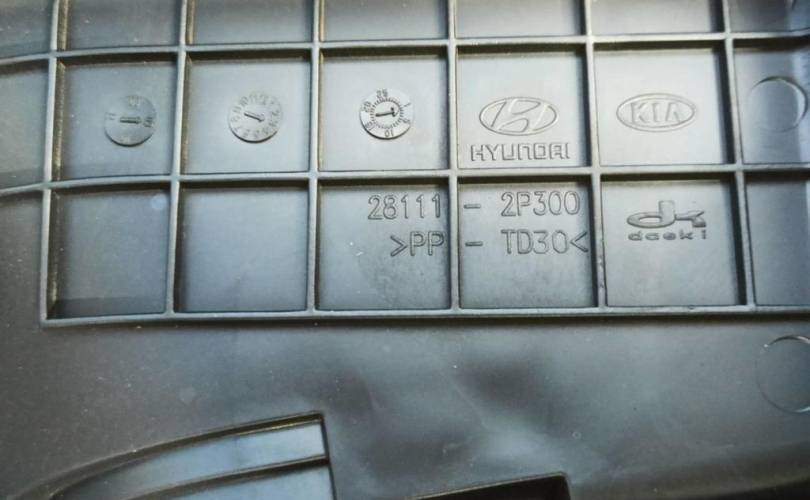 HYUNDAI
KIA
28111 - 2P300
>PP - TD30<
daeki